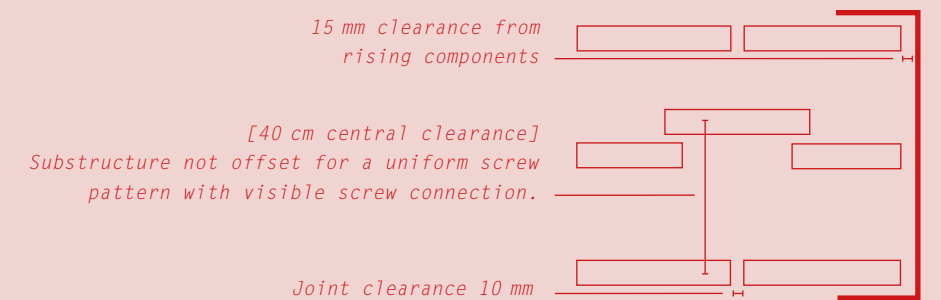 15 mm clearance from
rising components
[40 cm central clearance]
Substructure not offset for a uniform screw
pattern with visible screw connection.
Joint clearance 10 mm